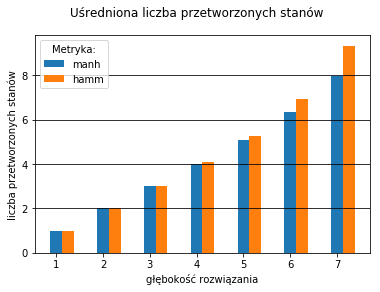 Uśredniona liczba przetworzonych stanów
Metryka:
manh
hamm
liczba przetworzonych stanów
8
6
4
2
0
1 2 3 4 5 6 7
głębokość rozwiązania